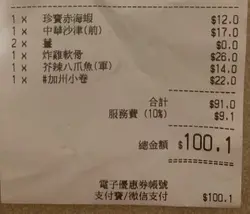 1 × 珍寶赤海蝦 $12.0
1 × 中華沙津(前) $17.0
2 × 薑 $0.0
1 × 炸雞軟骨 $26.0
1 × 芥辣八爪魚(軍) $14.0
1 × #加州小卷 $22.0
合計 $91.0
服務費 (10%) $9.1
總金額 $100.1
電子優惠券帳號
支付寶/微信支付 $100.1